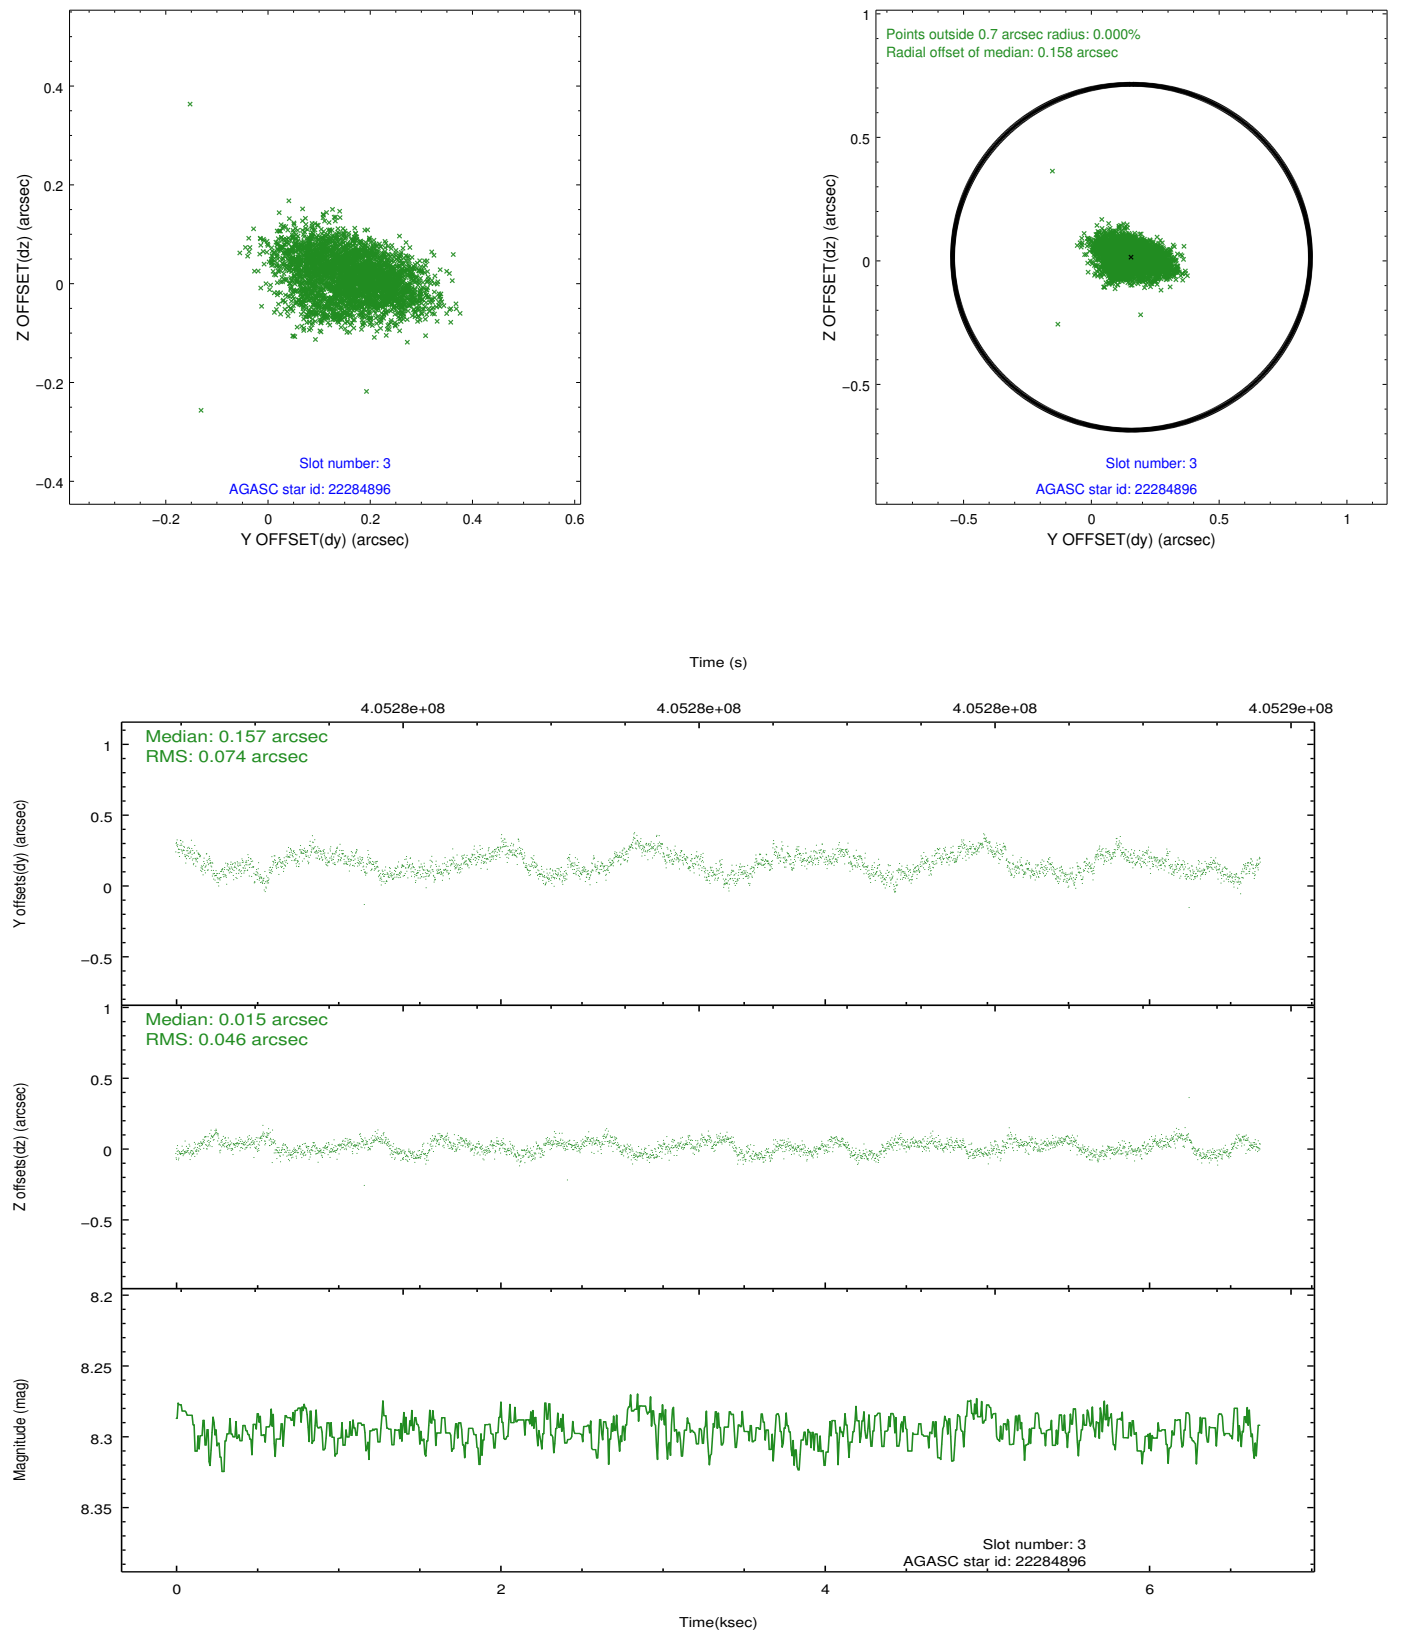 0.4
0.2
0
−0.2
−0.4
Z OFFSET(dz) (arcsec)
Slot number: 3
AGASC star id: 22284896
−0.2 0 0.2 0.4 0.6
Y OFFSET(dy) (arcsec)
Points outside 0.7 arcsec radius: 0.000%
Radial offset of median: 0.158 arcsec
1
0.5
0
−0.5
Z OFFSET(dz) (arcsec)
Slot number: 3
AGASC star id: 22284896
−0.5 0 0.5 1
Y OFFSET(dy) (arcsec)
Time (s)
4.0528e+08 4.0528e+08 4.0528e+08 4.0529e+08
Median: 0.157 arcsec
RMS: 0.074 arcsec
1
0.5
0
−0.5
Y offsets(dy) (arcsec)
Median: 0.015 arcsec
RMS: 0.046 arcsec
1
0.5
0
−0.5
Z offsets(dz) (arcsec)
8.2
8.25
8.3
8.35
Magnitude (mag)
Slot number: 3
AGASC star id: 22284896
0 2 4 6
Time(ksec)